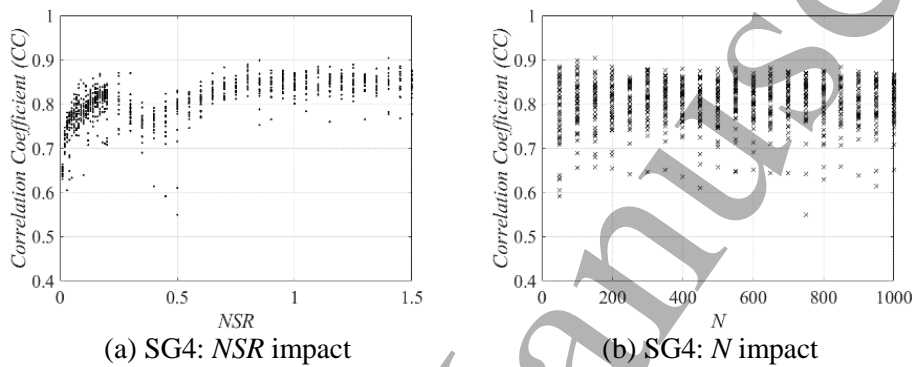 1
0.9
0.8
0.7
0.6
0.5
0.4
Correlation Coefficient (CC)
0 0.5 1 1.5
NSR
(a) SG4: NSR impact
1
0.9
0.8
0.7
0.6
0.5
0.4
Correlation Coefficient (CC)
0 200 400 600 800 1000
N
(b) SG4: N impact
anusc